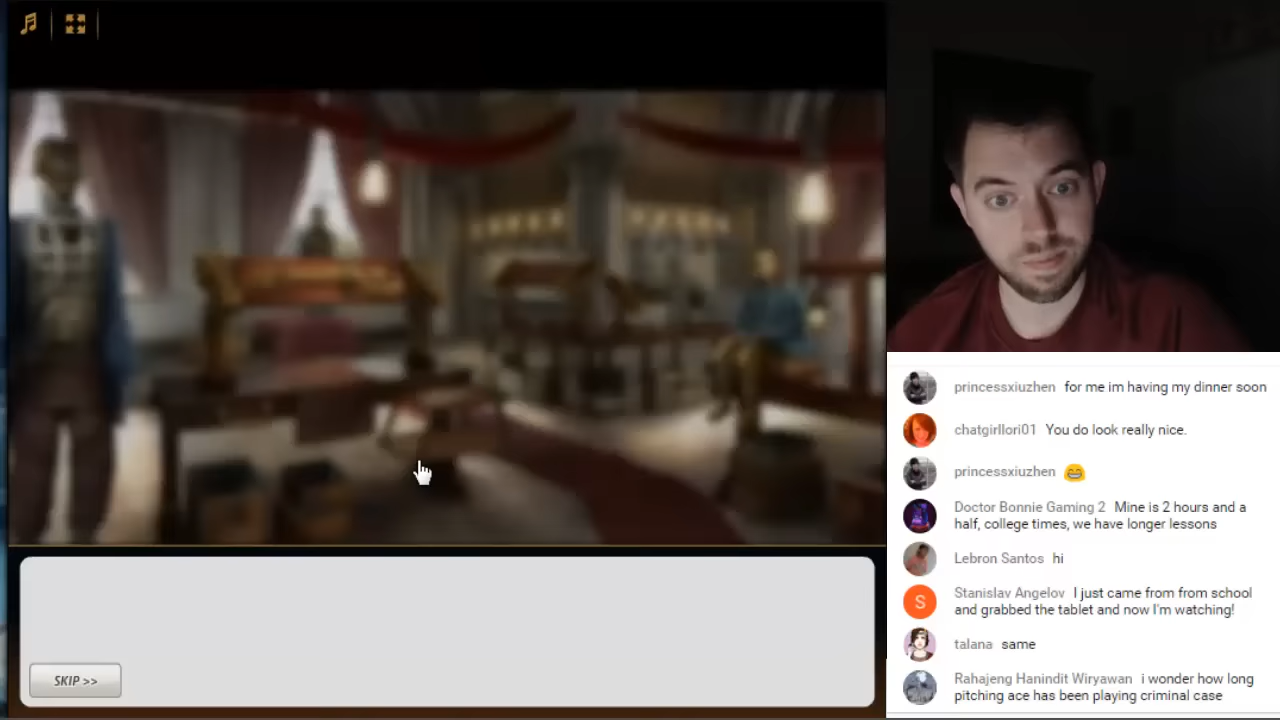 SKIP >>
princessxiuzhen for me im having my dinner soon
chatgirllori01 You do look really nice.
princessxiuzhen 😄
Doctor Bonnie Gaming 2 Mine is 2 hours and a
half, college times, we have longer lessons
Lebron Santos hi
S
Stanislav Angelov I just came from from school
and grabbed the tablet and now I'm watching!
talana same
Rahajeng Hanindit Wiryawan i wonder how long
pitching ace has been playing criminal case